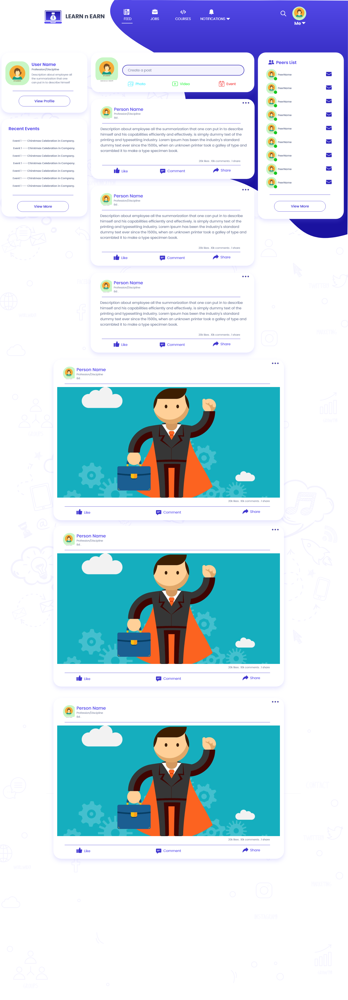 LEARN n EARN
FEED
JOBS
COURSES
NOTIFICATIONS
Me
User Name
Profession/Discipline
Description about employee all
the summarization that one
can put in to describe himself
STUDENT
View Profile
Recent Events
Event 1 --- Chirstmas Celebration in Company.
Event 1 --- Chirstmas Celebration in Company.
Event 1 --- Chirstmas Celebration in Company.
Event 1 --- Chirstmas Celebration in Company.
Event 1 --- Chirstmas Celebration in Company.
Event 1 --- Chirstmas Celebration in Company.
Event 1 --- Chirstmas Celebration in Company.
View More
STUDENT
Create a post
Photo
Video
Event
Person Name
Profession/Discipline
8d .
Description about employee all the summarization that one can put in to describe
himself and his capabilities efficiently and effectively. is simply dummy text of the
printing and typesetting industry. Lorem Ipsum has been the industry's standard
dummy text ever since the 1500s, when an unknown printer took a galley of type and
scrambled it to make a type specimen book.
20k likes . 10k comments . 1 share
Like
Comment
Share
Person Name
Profession/Discipline
8d .
Description about employee all the summarization that one can put in to describe
himself and his capabilities efficiently and effectively. is simply dummy text of the
printing and typesetting industry. Lorem Ipsum has been the industry's standard
dummy text ever since the 1500s, when an unknown printer took a galley of type and
scrambled it to make a type specimen book.
20k likes . 10k comments . 1 share
Like
Comment
Share
Person Name
Profession/Discipline
8d .
Description about employee all the summarization that one can put in to describe
himself and his capabilities efficiently and effectively. is simply dummy text of the
printing and typesetting industry. Lorem Ipsum has been the industry's standard
dummy text ever since the 1500s, when an unknown printer took a galley of type and
scrambled it to make a type specimen book.
20k likes . 10k comments . 1 share
Like
Comment
Share
Peers List
PeerName
PeerName
PeerName
PeerName
PeerName
PeerName
PeerName
PeerName
PeerName
View More
TWITTER
MARKETING
Person Name
Profession/Discipline
8d .
20k likes . 10k comments . 1 share
Like
Comment
Share
GROUPS
GROWTH
Person Name
Profession/Discipline
8d .
20k likes . 10k comments . 1 share
Like
Comment
Share
Person Name
Profession/Discipline
8d .
20k likes . 10k comments . 1 share
Like
Comment
Share
CONTACT
TWITTER
MARKETING
INSTAGRAM
GROWTH
GROUPS